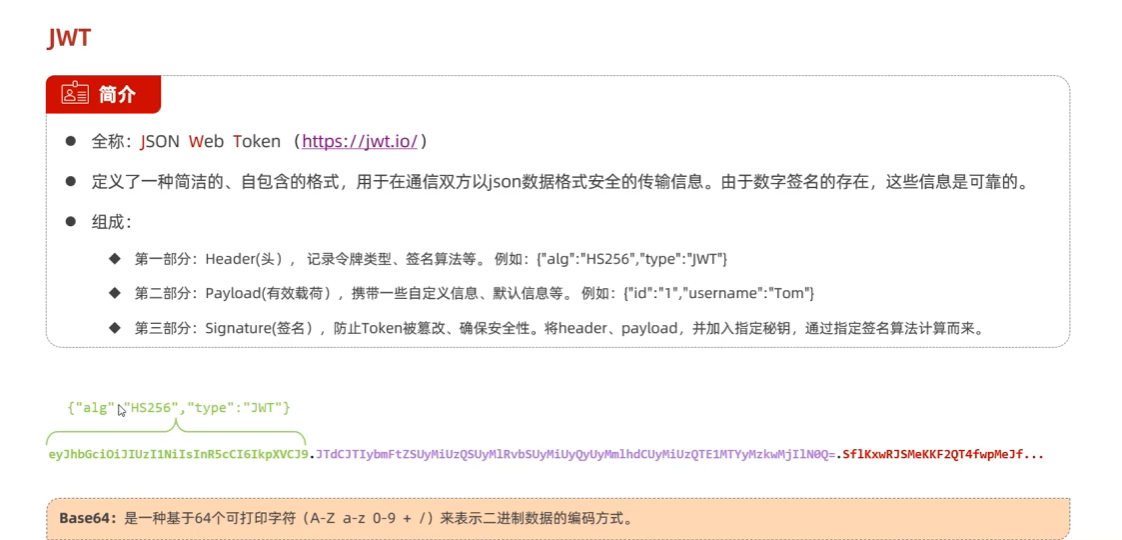 JWT
简介
全称：JSON Web Token（https://jwt.io/）
定义了一种简洁的、自包含的格式，用于在通信双方以json数据格式安全的传输信息。由于数字签名的存在，这些信息是可靠的。
组成：
第一部分：Header(头）， 记录令牌类型、签名算法等。 例如：{"alg":"HS256","type":"JWT"}
第二部分：Payload(有效载荷），携带一些自定义信息、默认信息等。 例如：{"id":"1","username":"Tom"}
第三部分：Signature(签名），防止Token被篡改、确保安全性。将header、payload，并加入指定秘钥，通过指定签名算法计算而来。
{"alg":"HS256","type":"JWT"}
eyJhbGciOiJIUzI1NiIsInR5cCI6IkpXVCJ9.JTdCJTIybmFtZSUyMiUzQSUyMlRvbSUyMiUyQyUyMmlhdCUyMiUzQTE1MTYyMzkwMjIlN0Q=.SflKxwRJSMeKKF2QT4fwpMeJf...
Base64：是一种基于64个可打印字符（A-Z a-z 0-9 + /）来表示二进制数据的编码方式。